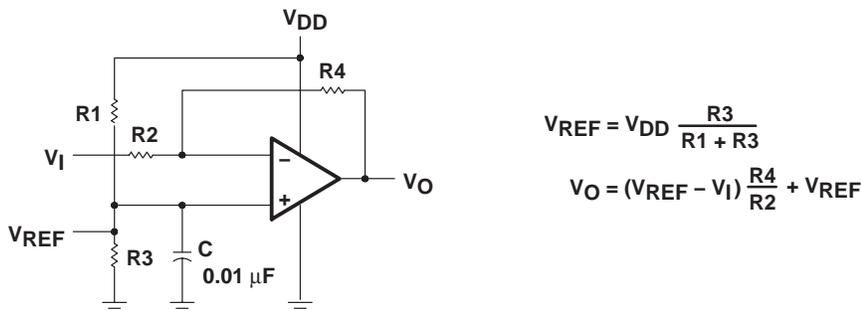 VDD
R4
R1
R2
VI
−
+
VO
VREF
R3
C
0.01 μF
VREF = VDD R3 / R1 + R3
VO = (VREF − VI) R4 / R2 + VREF